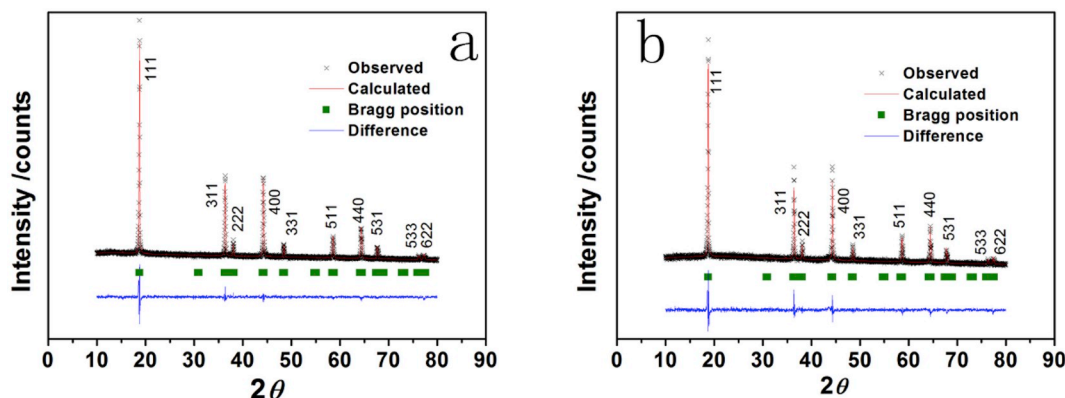 a
Intensity /counts
Observed
Calculated
Bragg position
Difference
111
311
222
400
331
511
440
531
533
622
0 10 20 30 40 50 60 70 80 90
2θ
b
Intensity /counts
Observed
Calculated
Bragg position
Difference
111
311
222
400
331
511
440
531
533
622
0 10 20 30 40 50 60 70 80 90
2θ